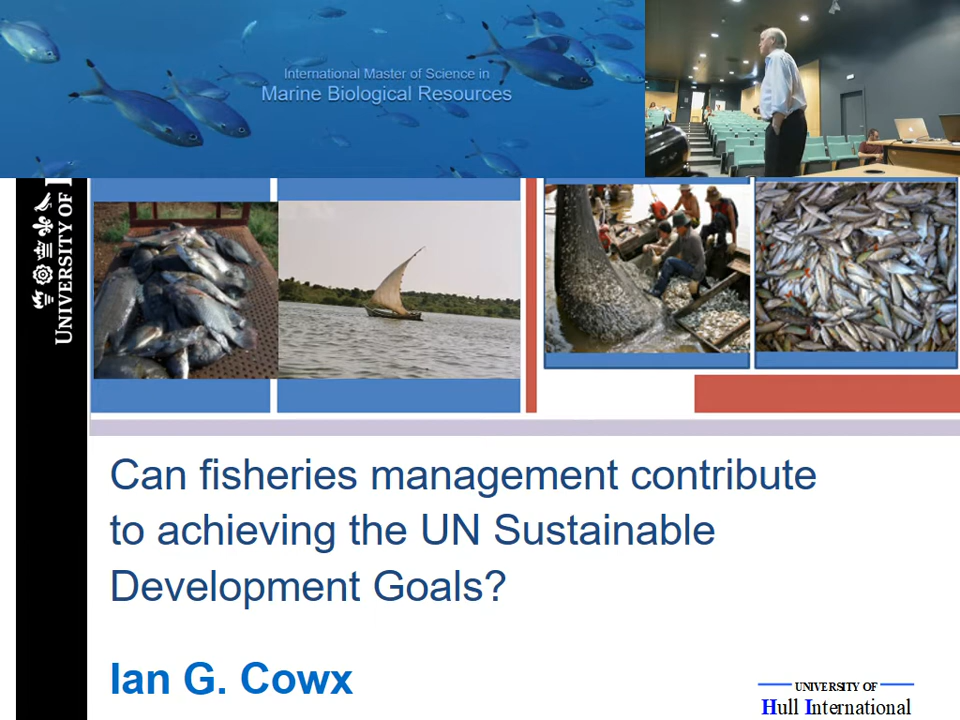 International Master of Science in
Marine Biological Resources
UNIVERSITY OF
Can fisheries management contribute
to achieving the UN Sustainable
Development Goals?
Ian G. Cowx
UNIVERSITY OF
Hull International